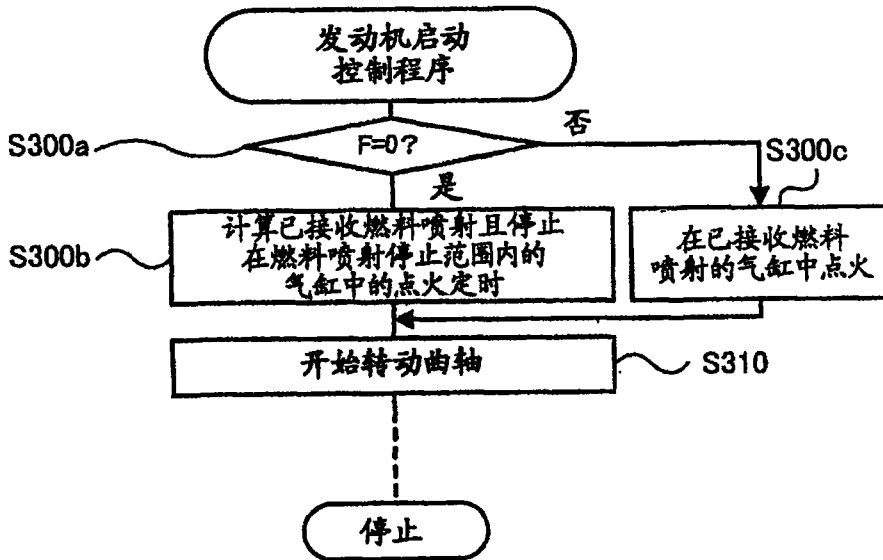 发动机启动
控制程序
否
S300a
F=0?
S300c
是
计算已接收燃料喷射且停止
在燃料喷射停止范围内的
气缸中的点火定时
S300b
在已接收燃料
喷射的气缸中点火
开始转动曲轴
S310
停止